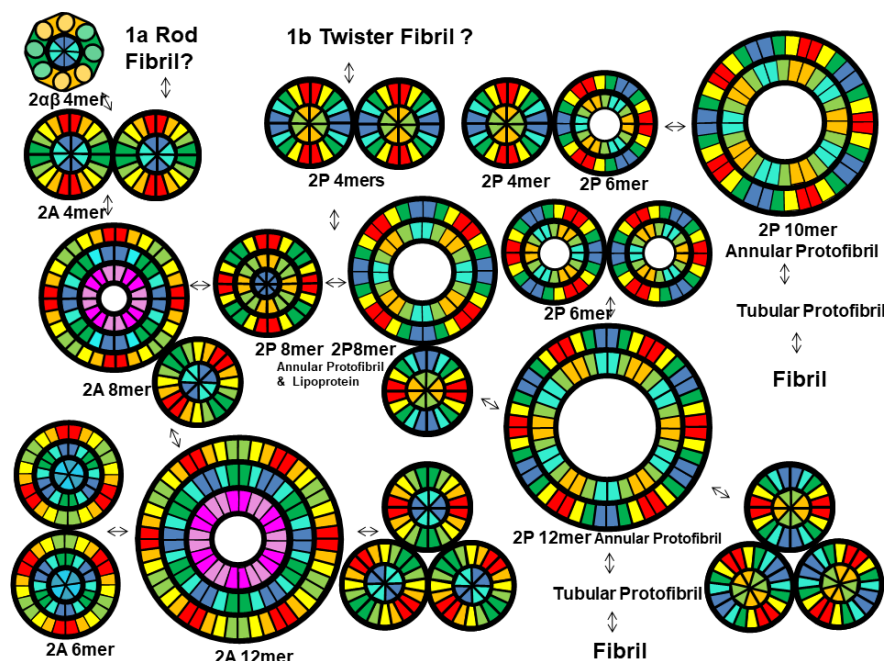 1a Rod
Fibril?
1b Twister Fibril ?
2αβ 4mer
2A 4mer
2P 4mers
2P 4mer
2P 6mer
2P 10mer
Annular Protofibril
Tubular Protofibril
Fibril
2A 8mer
2P 8mer
2P8mer
Annular Protofibril
& Lipoprotein
2P 6mer
2A 6mer
2A 12mer
2P 12mer Annular Protofibril
Tubular Protofibril
Fibril